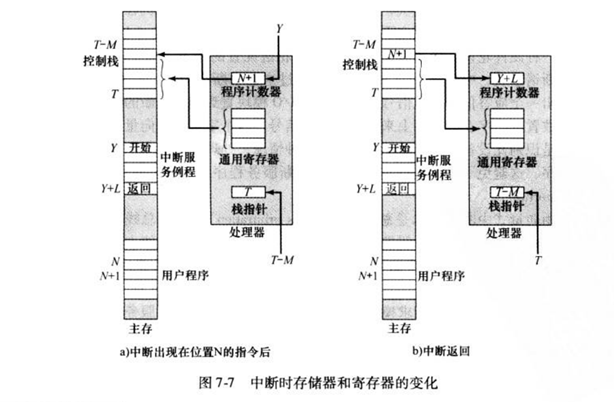 T−M
控制栈
T
Y
开始
中断服
务例程
Y+L
返回
N
N+1
用户程序
主存
Y
N+1
程序计数器
通用寄存器
T
栈指针
处理器
T−M
a)中断出现在位置N的指令后
T−M
N+1
控制栈
T
Y
开始
中断服
务例程
Y+L
返回
N
N+1
用户程序
主存
Y+L
程序计数器
通用寄存器
T−M
栈指针
处理器
T
b)中断返回
图 7-7 中断时存储器和寄存器的变化